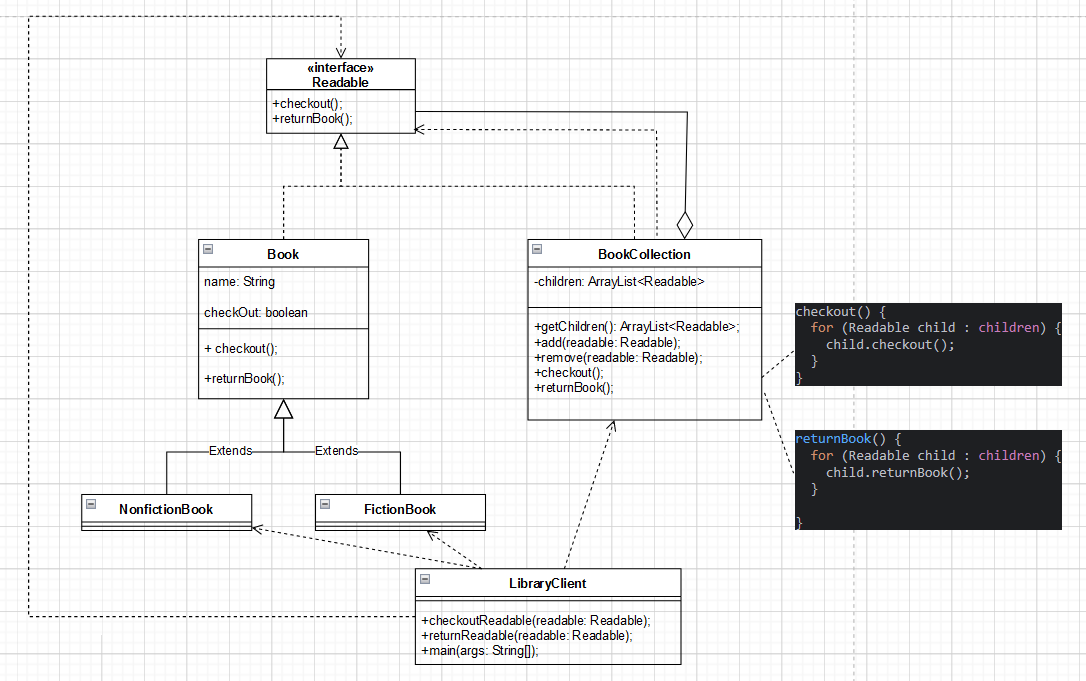 «interface»
Readable
+checkout();
+returnBook();
Book
name: String
checkOut: boolean
+ checkout();
+returnBook();
BookCollection
-children: ArrayList<Readable>
+getChildren(): ArrayList<Readable>;
+add(readable: Readable);
+remove(readable: Readable);
+checkout();
+returnBook();
checkout() {
for (Readable child : children) {
child.checkout();
}
}
returnBook() {
for (Readable child : children) {
child.returnBook();
}
}
Extends
Extends
NonfictionBook
FictionBook
LibraryClient
+checkoutReadable(readable: Readable);
+returnReadable(readable: Readable);
+main(args: String[]);